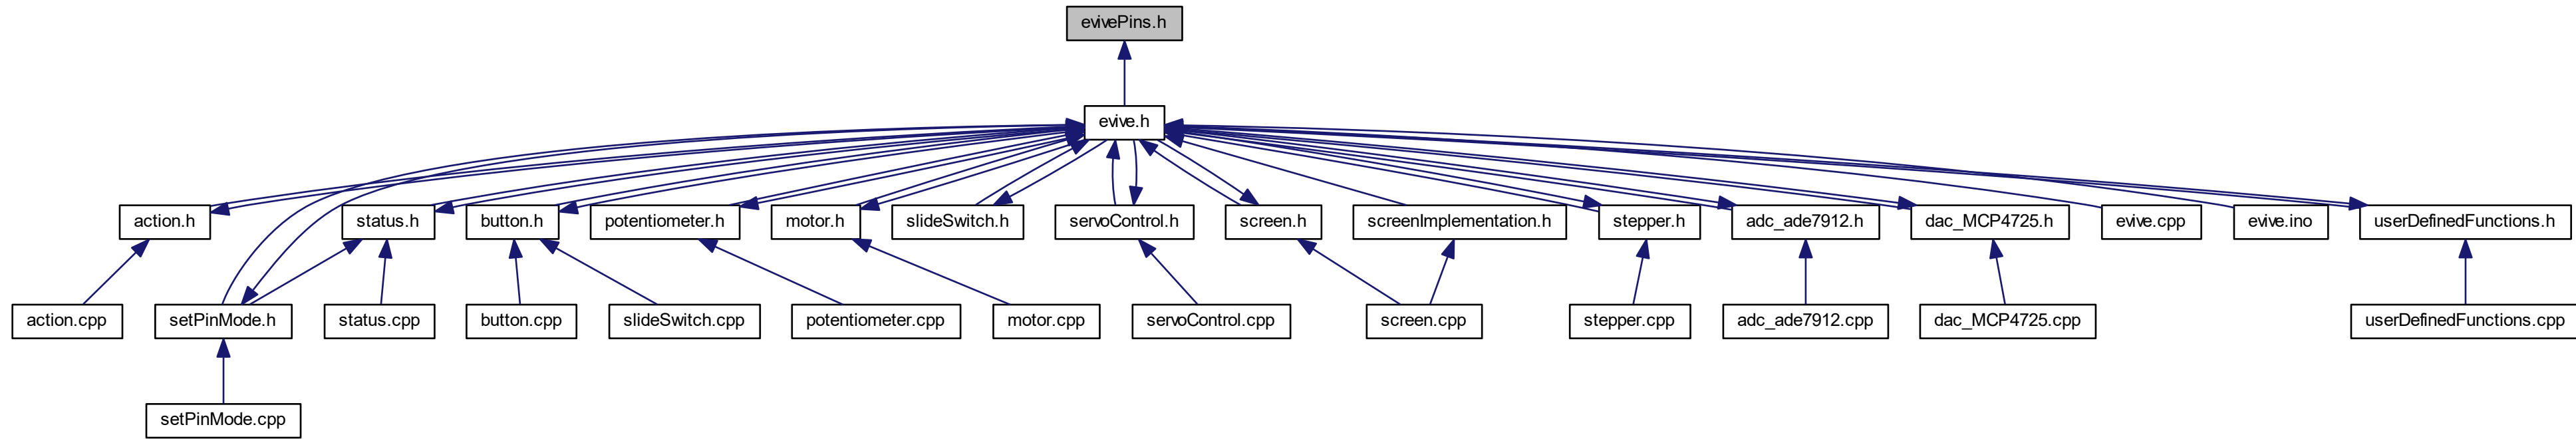 evivePins.h
evive.h
action.h
status.h
button.h
potentiometer.h
motor.h
slideSwitch.h
servoControl.h
screen.h
screenImplementation.h
stepper.h
adc_ade7912.h
dac_MCP4725.h
evive.cpp
evive.ino
userDefinedFunctions.h
action.cpp
setPinMode.h
status.cpp
button.cpp
slideSwitch.cpp
potentiometer.cpp
motor.cpp
servoControl.cpp
screen.cpp
stepper.cpp
adc_ade7912.cpp
dac_MCP4725.cpp
userDefinedFunctions.cpp
setPinMode.cpp